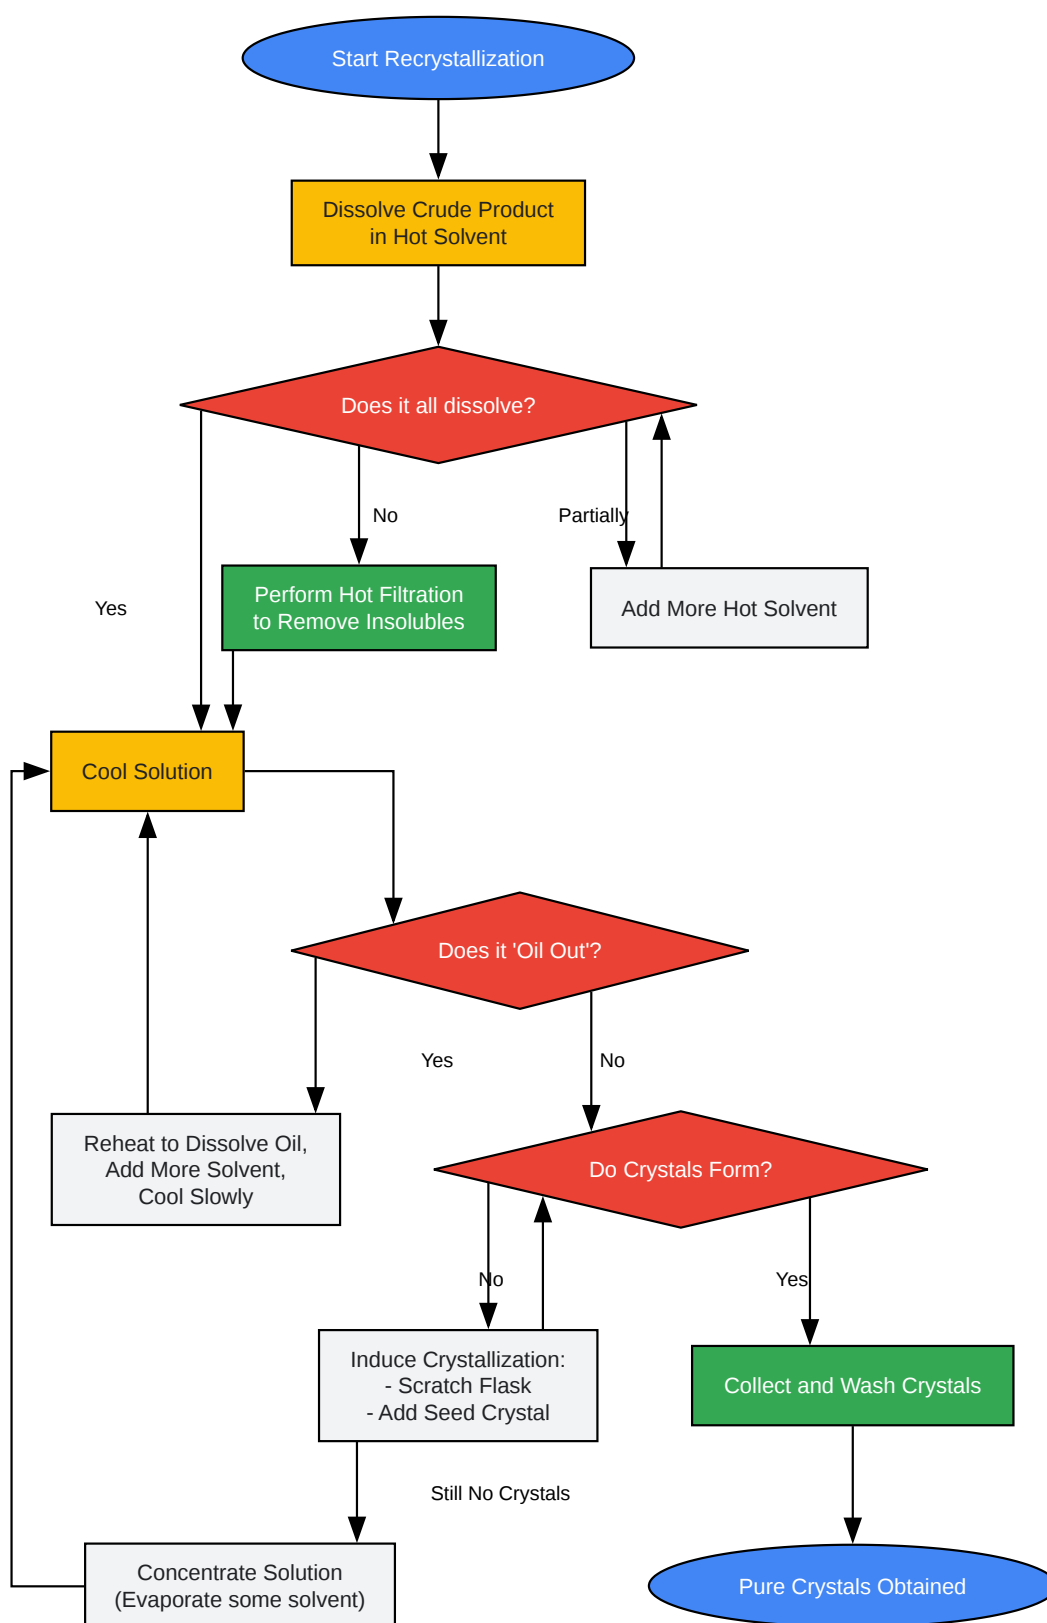 Start Recrystallization
Dissolve Crude Product
in Hot Solvent
Does it all dissolve?
No
Partially
Yes
Perform Hot Filtration
to Remove Insolubles
Add More Hot Solvent
Cool Solution
Does it 'Oil Out'?
Yes
No
Reheat to Dissolve Oil,
Add More Solvent,
Cool Slowly
Do Crystals Form?
No
Yes
Induce Crystallization:
- Scratch Flask
- Add Seed Crystal
Collect and Wash Crystals
Still No Crystals
Concentrate Solution
(Evaporate some solvent)
Pure Crystals Obtained